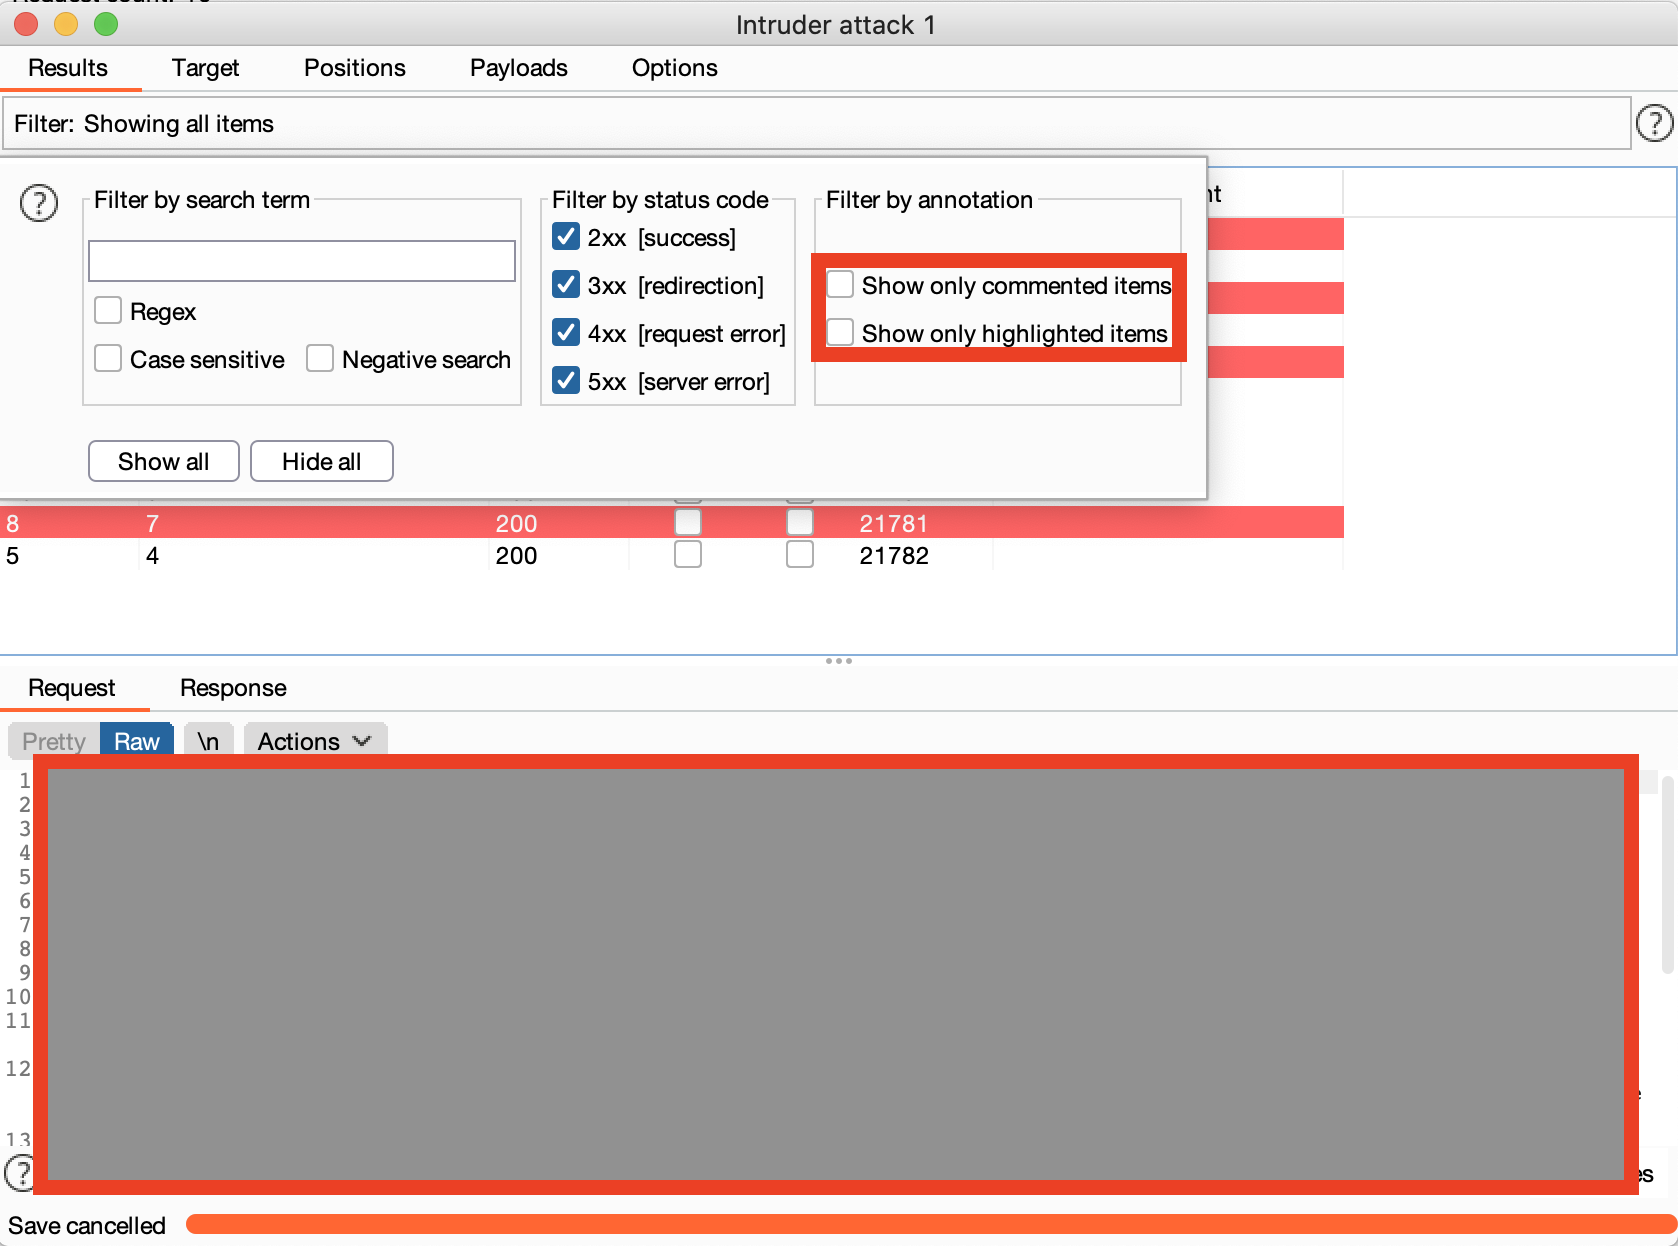 Intruder attack 1
Results Target Positions Payloads Options
Filter: Showing all items
Filter by search term
Regex
Case sensitive Negative search
Filter by status code
2xx [success]
3xx [redirection]
4xx [request error]
5xx [server error]
Filter by annotation
Show only commented items
Show only highlighted items
Show all Hide all
8 7 200 21781
5 4 200 21782
Request Response
Pretty Raw \n Actions
1
2
3
4
5
6
7
8
9
10
11
12
13
Save cancelled